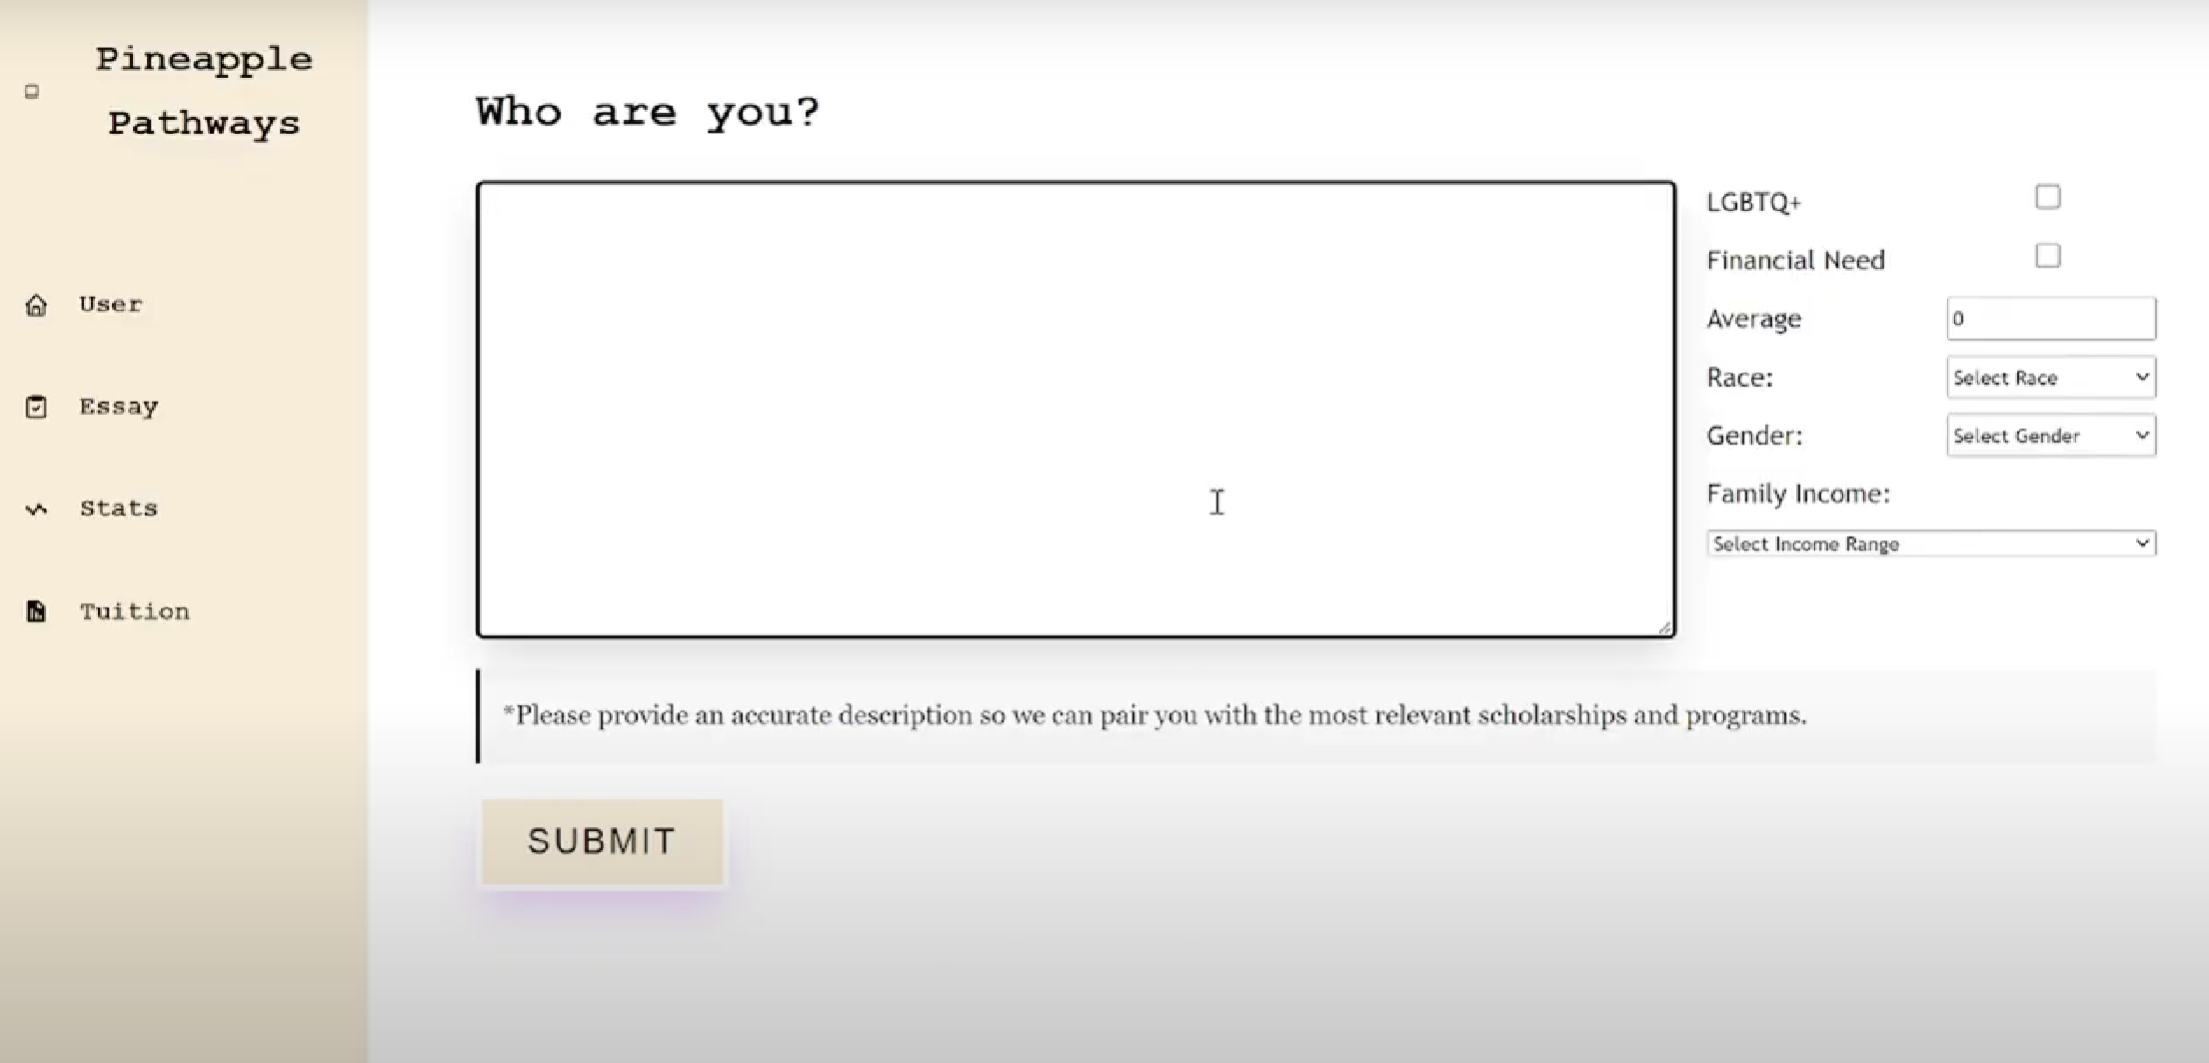 Pineapple
Pathways
User
Essay
Stats
Tuition
Who are you?
LGBTQ+
Financial Need
Average 0
Race: Select Race
Gender: Select Gender
Family Income:
Select Income Range
*Please provide an accurate description so we can pair you with the most relevant scholarships and programs.
SUBMIT